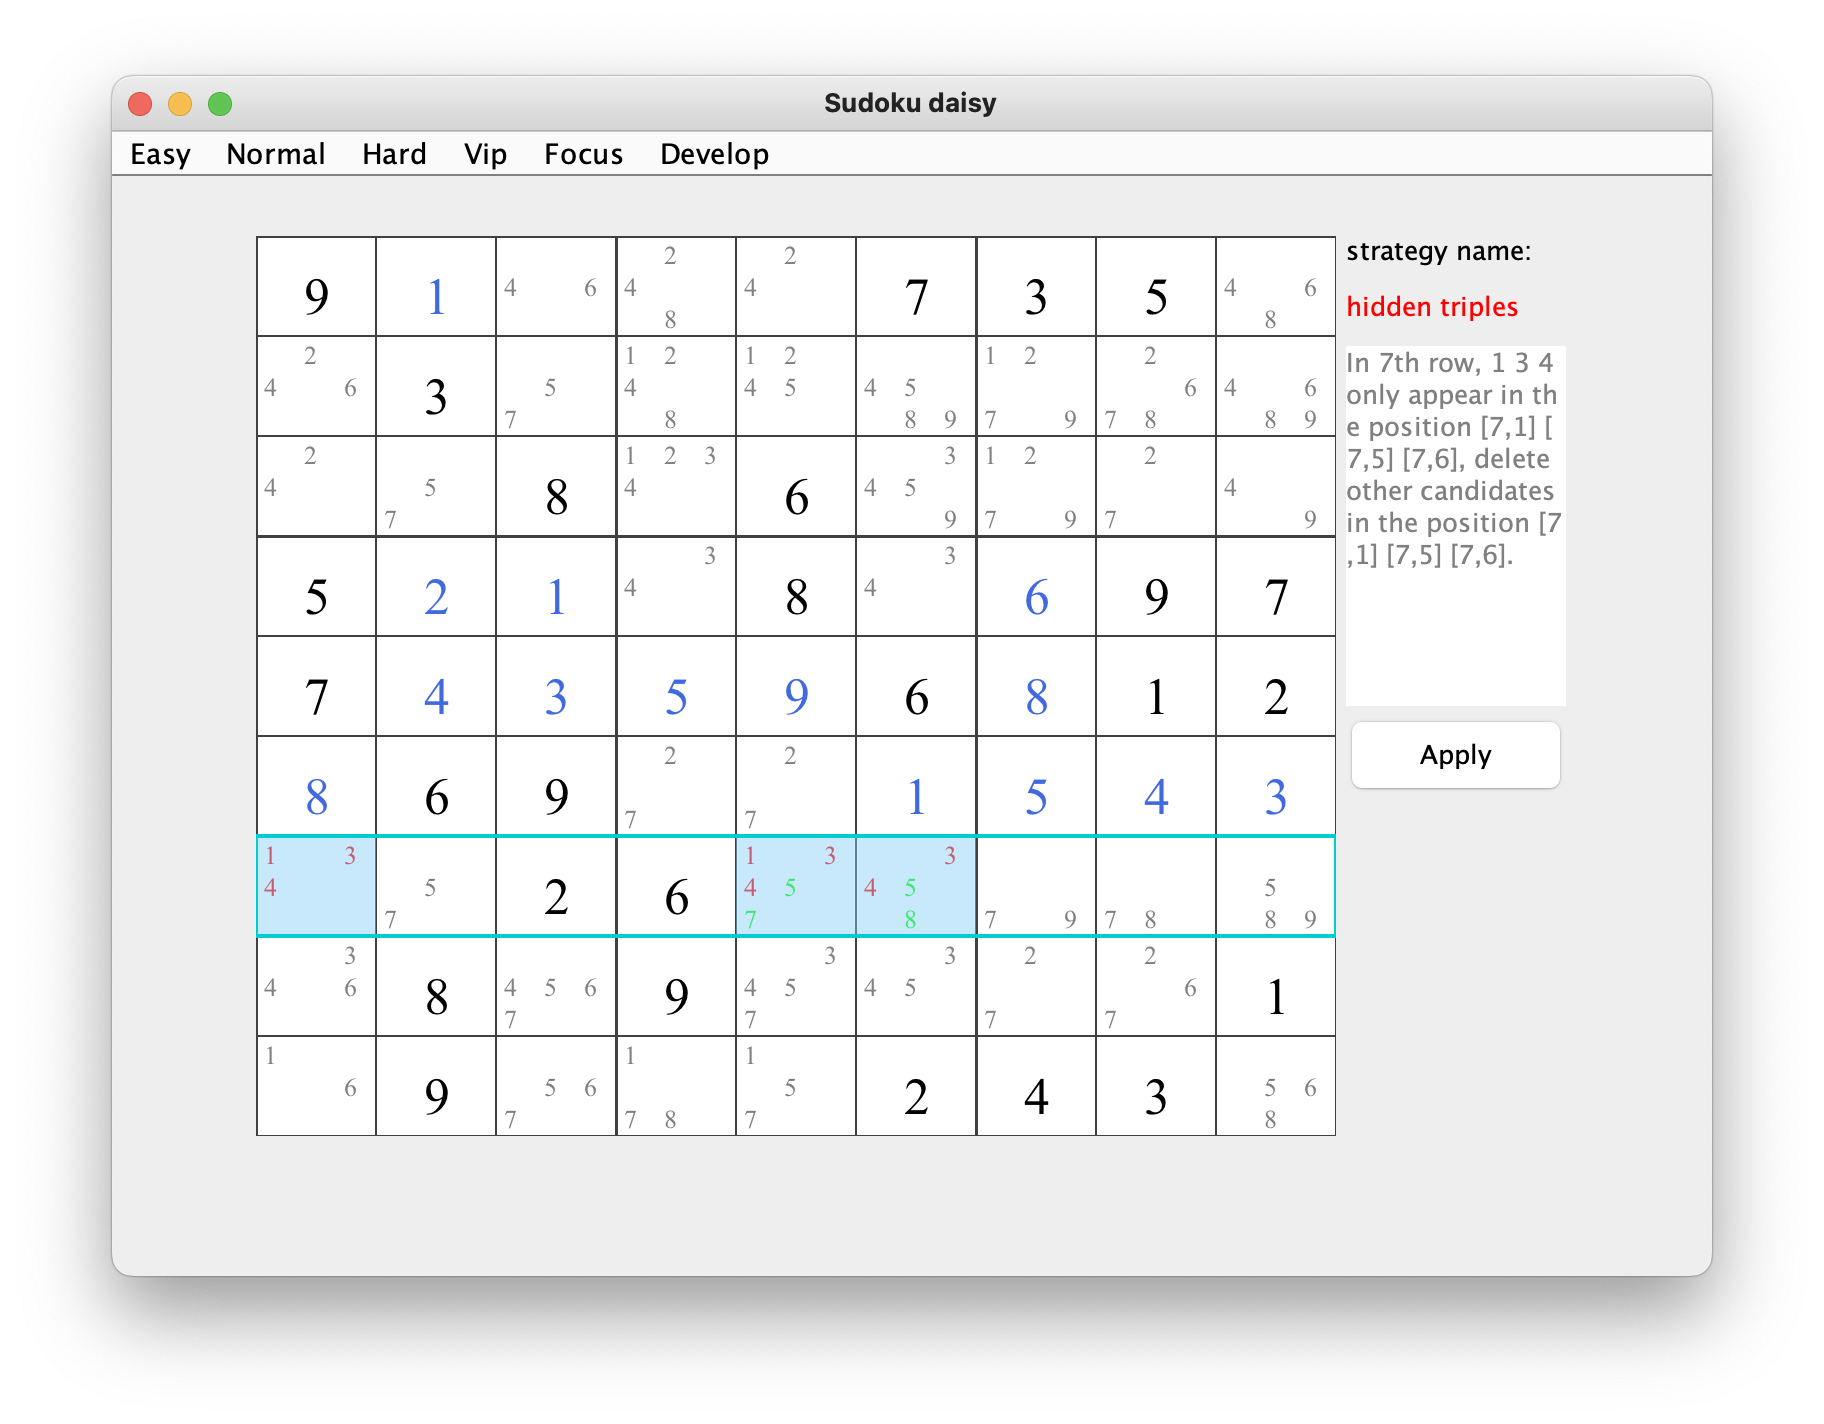 Sudoku daisy
Easy Normal Hard Vip Focus Develop
strategy name:
hidden triples
In 7th row, 1 3 4
only appear in th
e position [7,1] [
7,5] [7,6], delete
other candidates
in the position [7
,1] [7,5] [7,6].
Apply
2 2
9 1 4 6 4 4 7 3 5 4 6
8 8
2 1 2 1 2 1 2 2
4 6 3 5 4 4 5 4 5 6 4 6
7 8 8 9 7 9 7 8 8 9
2 1 2 3 3 1 2 2
4 5 8 4 6 4 5 4
7 9 7 9 7 9
3 3
5 2 1 4 8 4 6 9 7
7 4 3 5 9 6 8 1 2
2 2
8 6 9 1 5 4 3
7 7
1 3 1 3 3
4 5 2 6 4 5 4 5 5
7 7 8 7 9 7 8 8 9
3 3 3 2 2
4 6 8 4 5 6 9 4 5 4 5 6 1
7 7 7 7
1 1 1
6 9 5 6 5 2 4 3 5 6
7 7 8 7 8